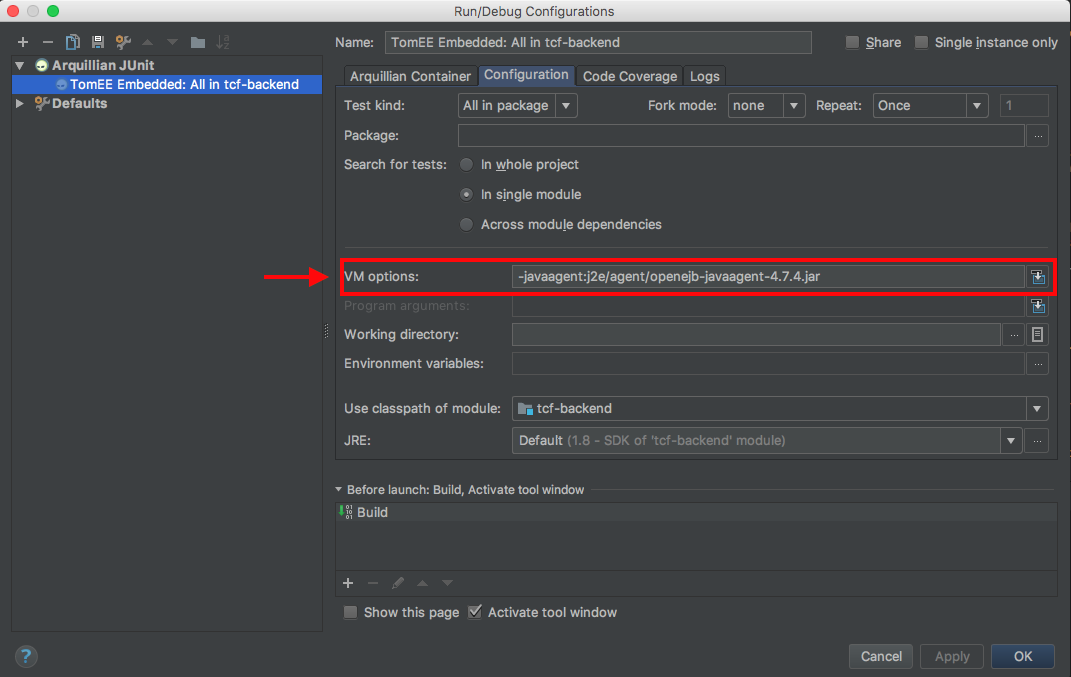 Run/Debug Configurations
Name: TomEE Embedded: All in tcf-backend Share Single instance only
Arquillian JUnit
TomEE Embedded: All in tcf-backend
Defaults
Arquillian Container Configuration Code Coverage Logs
Test kind: All in package Fork mode: none Repeat: Once 1
Package: ...
Search for tests: In whole project
In single module
Across module dependencies
VM options: -javaagent:j2e/agent/openejb-javaagent-4.7.4.jar
Program arguments:
Working directory: ...
Environment variables: ...
Use classpath of module: tcf-backend
JRE: Default (1.8 - SDK of 'tcf-backend' module) ...
Before launch: Build, Activate tool window
Build
Show this page Activate tool window
? Cancel Apply OK